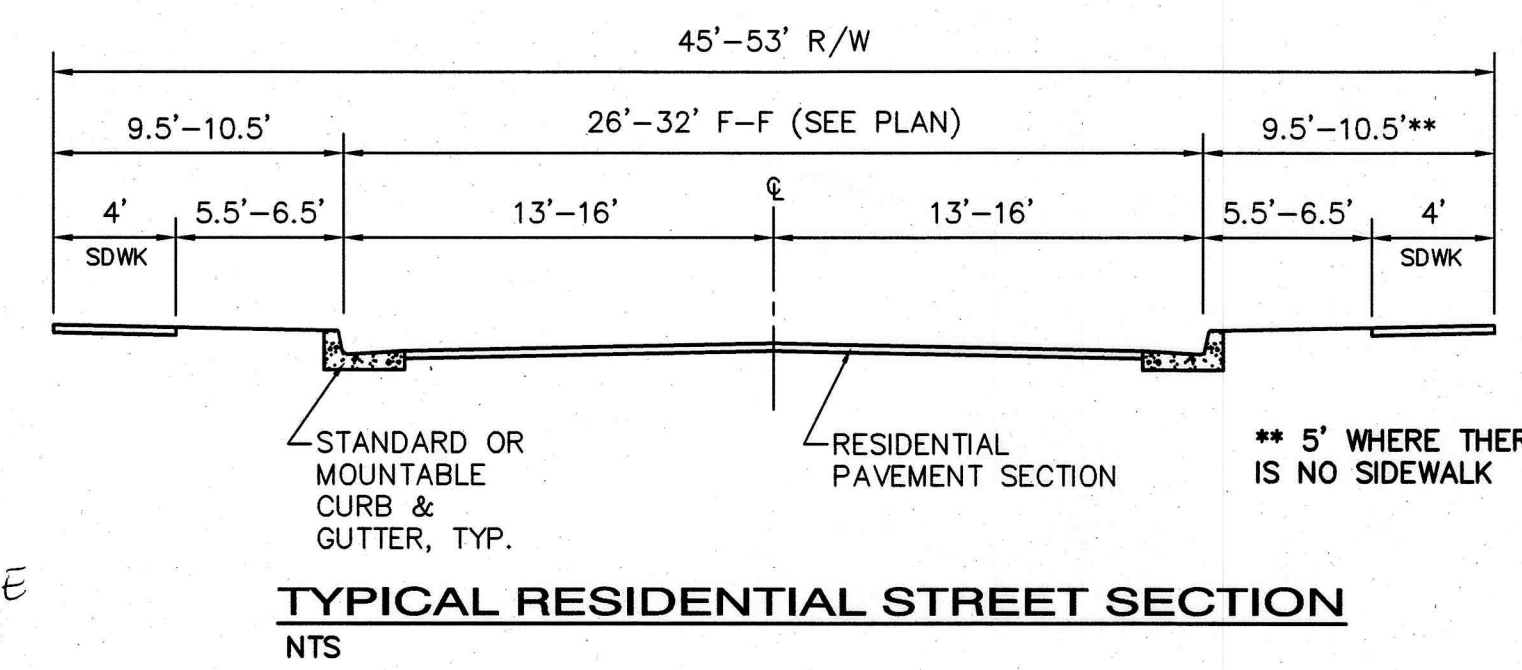 45'-53' R/W
9.5'-10.5' 26'-32' F-F (SEE PLAN) 9.5'-10.5'**
℄
4' 5.5'-6.5' 13'-16' 13'-16' 5.5'-6.5' 4'
SDWK SDWK
STANDARD OR
MOUNTABLE
CURB &
GUTTER, TYP.
RESIDENTIAL
PAVEMENT SECTION
** 5' WHERE THER
IS NO SIDEWALK
E
TYPICAL RESIDENTIAL STREET SECTION
NTS